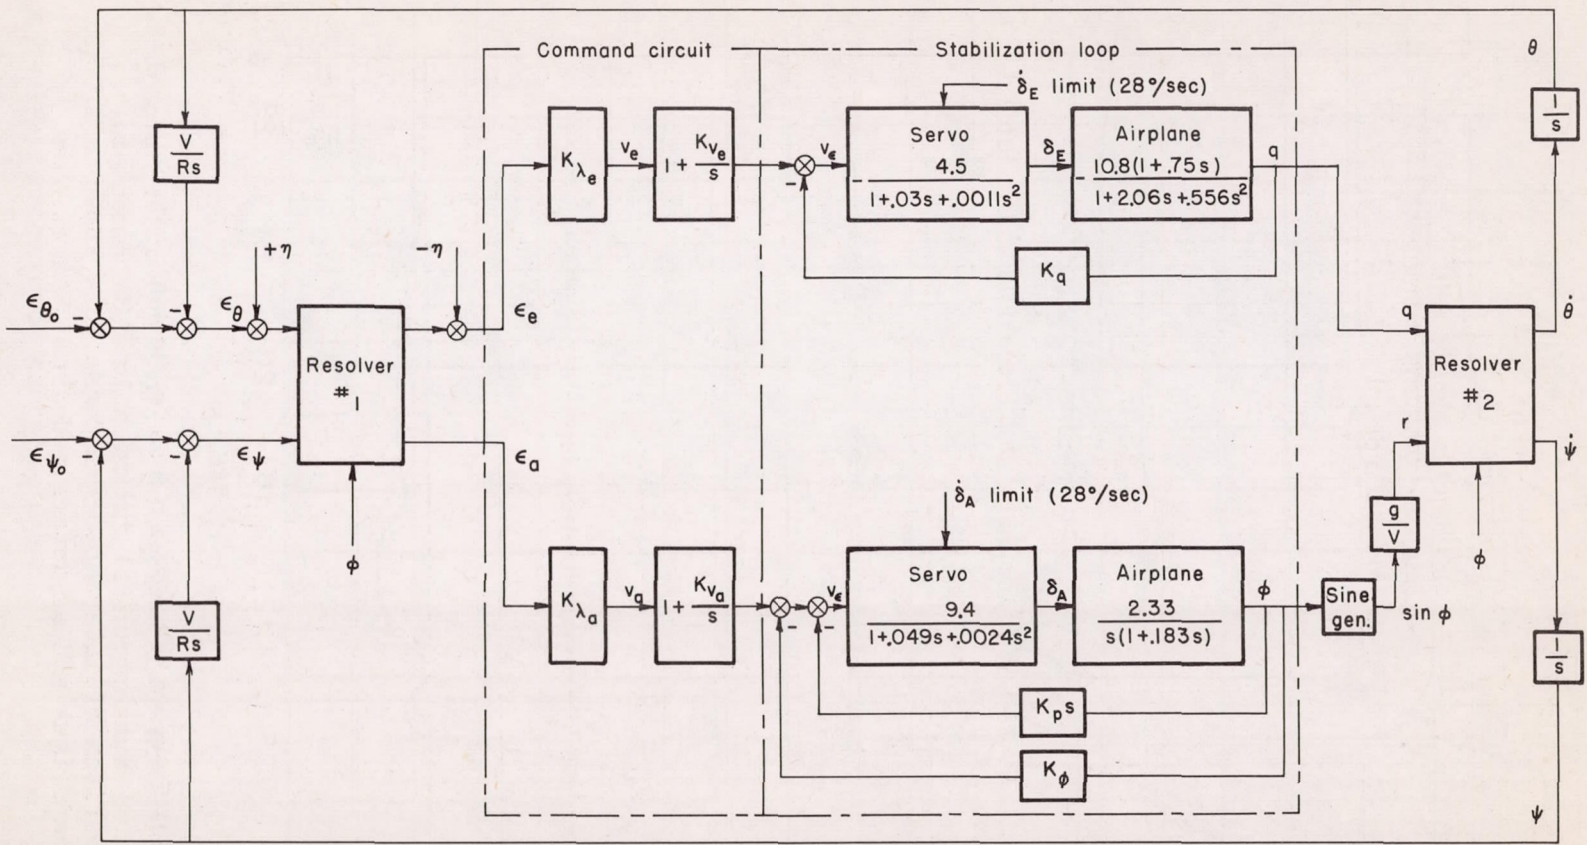 Command circuit
Stabilization loop
θ
δ̇E limit (28°/sec)
1/s
V/Rs
Kλe
ve
1 + Kve/s
vε
-
Servo
- 4.5/(1+.03s+.0011s²)
δE
Airplane
- 10.8(1+.75s)/(1+2.06s+.556s²)
q
Kq
+η
-η
εθo
-
-
εθ
εe
q
θ̇
Resolver
#1
Resolver
#2
r
ψ̇
εψo
-
-
εψ
εa
δ̇A limit (28°/sec)
g/V
φ
φ
V/Rs
Kλa
va
1 + Kva/s
-
-
vε
Servo
9.4/(1+.049s+.0024s²)
δA
Airplane
2.33/(s(1+.183s))
φ
Sine
gen.
sin φ
1/s
Kps
Kφ
ψ